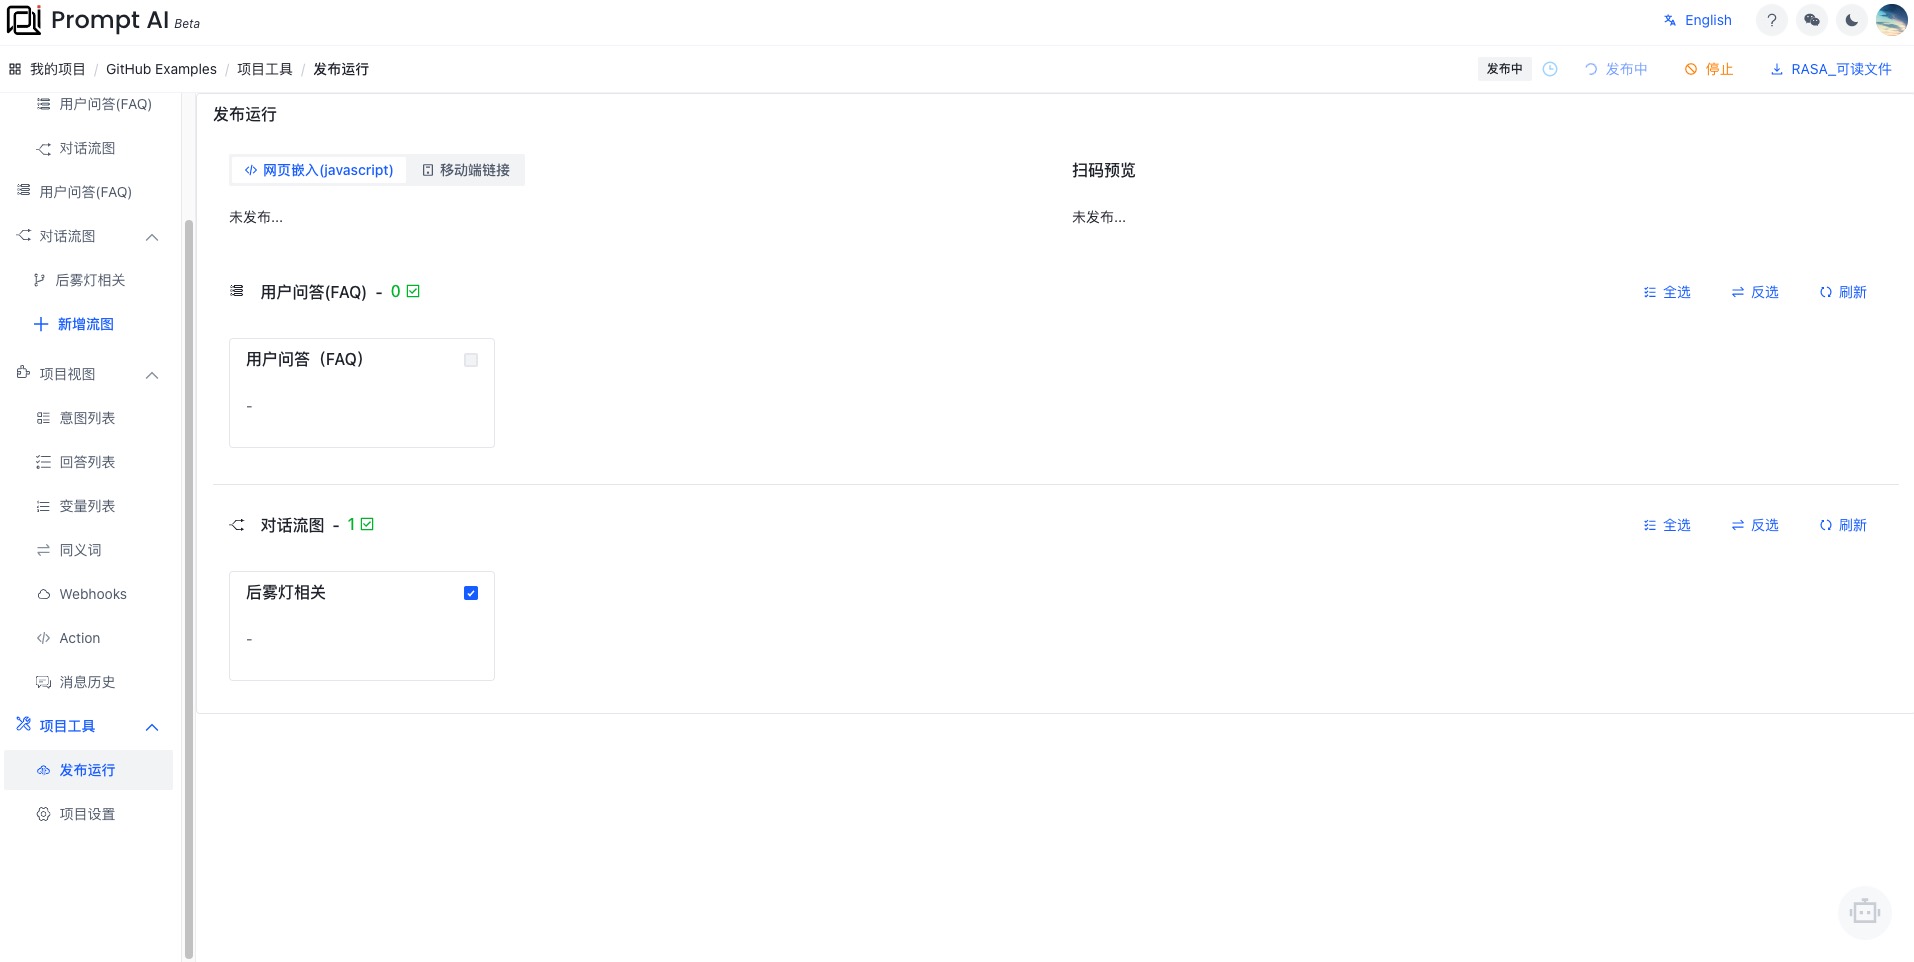 Prompt AI Beta
English
?
我的项目 / GitHub Examples / 项目工具 / 发布运行
发布中
发布中
停止
RASA_可读文件
用户问答(FAQ)
对话流图
用户问答(FAQ)
对话流图
后雾灯相关
新增流图
项目视图
意图列表
回答列表
变量列表
同义词
Webhooks
Action
消息历史
项目工具
发布运行
项目设置
发布运行
网页嵌入(javascript)
移动端链接
扫码预览
未发布...
未发布...
用户问答(FAQ) - 0
全选
反选
刷新
用户问答（FAQ）
-
对话流图 - 1
全选
反选
刷新
后雾灯相关
-